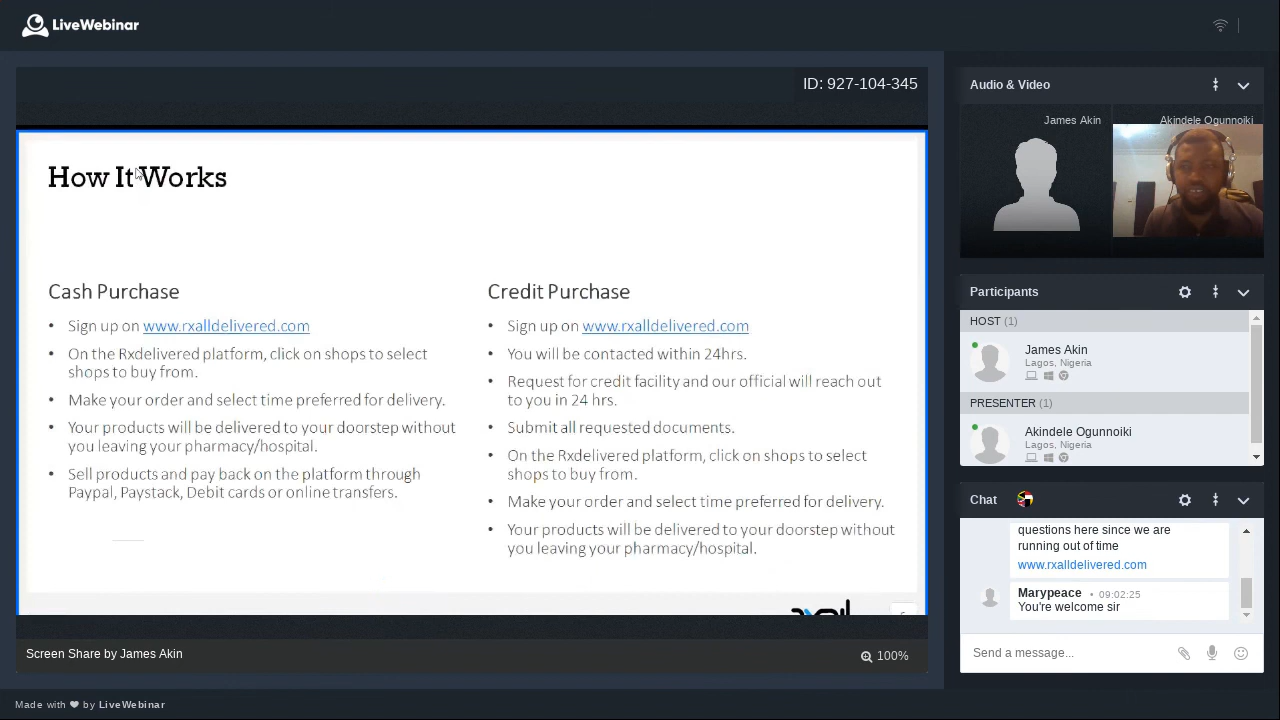 LiveWebinar
ID: 927-104-345
How It Works
Cash Purchase
• Sign up on www.rxalldelivered.com
• On the Rxdelivered platform, click on shops to select
shops to buy from.
• Make your order and select time preferred for delivery.
• Your products will be delivered to your doorstep without
you leaving your pharmacy/hospital.
• Sell products and pay back on the platform through
Paypal, Paystack, Debit cards or online transfers.
Credit Purchase
• Sign up on www.rxalldelivered.com
• You will be contacted within 24hrs.
• Request for credit facility and our official will reach out
to you in 24 hrs.
• Submit all requested documents.
• On the Rxdelivered platform, click on shops to select
shops to buy from.
• Make your order and select time preferred for delivery.
• Your products will be delivered to your doorstep without
you leaving your pharmacy/hospital.
Screen Share by James Akin
100%
Audio & Video
James Akin
Akindele Ogunnoiki
Participants
HOST (1)
James Akin
Lagos, Nigeria
PRESENTER (1)
Akindele Ogunnoiki
Lagos, Nigeria
Chat
questions here since we are
running out of time
www.rxalldelivered.com
Marypeace • 09:02:25
You're welcome sir
Send a message...
Made with ❤ by LiveWebinar